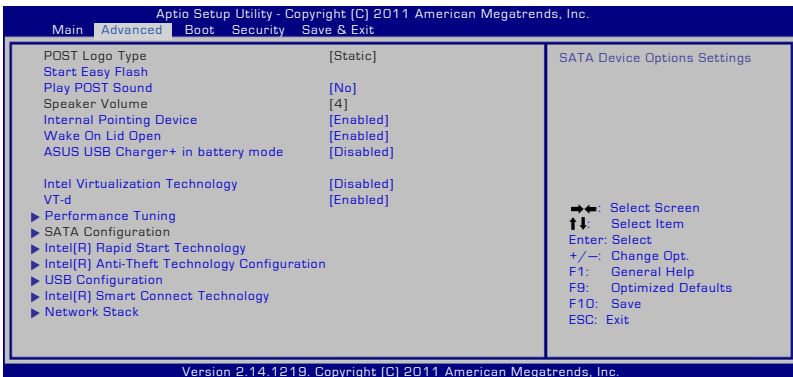 Aptio Setup Utility - Copyright (C) 2011 American Megatrends, Inc.
Main Advanced Boot Security Save & Exit
POST Logo Type [Static]
Start Easy Flash
Play POST Sound [No]
Speaker Volume [4]
Internal Pointing Device [Enabled]
Wake On Lid Open [Enabled]
ASUS USB Charger+ in battery mode [Disabled]
Intel Virtualization Technology [Disabled]
VT-d [Enabled]
Performance Tuning
SATA Configuration
Intel(R) Rapid Start Technology
Intel(R) Anti-Theft Technology Configuration
USB Configuration
Intel(R) Smart Connect Technology
Network Stack
SATA Device Options Settings
→←: Select Screen
↑↓: Select Item
Enter: Select
+/—: Change Opt.
F1: General Help
F9: Optimized Defaults
F10: Save
ESC: Exit
Version 2.14.1219. Copyright (C) 2011 American Megatrends, Inc.